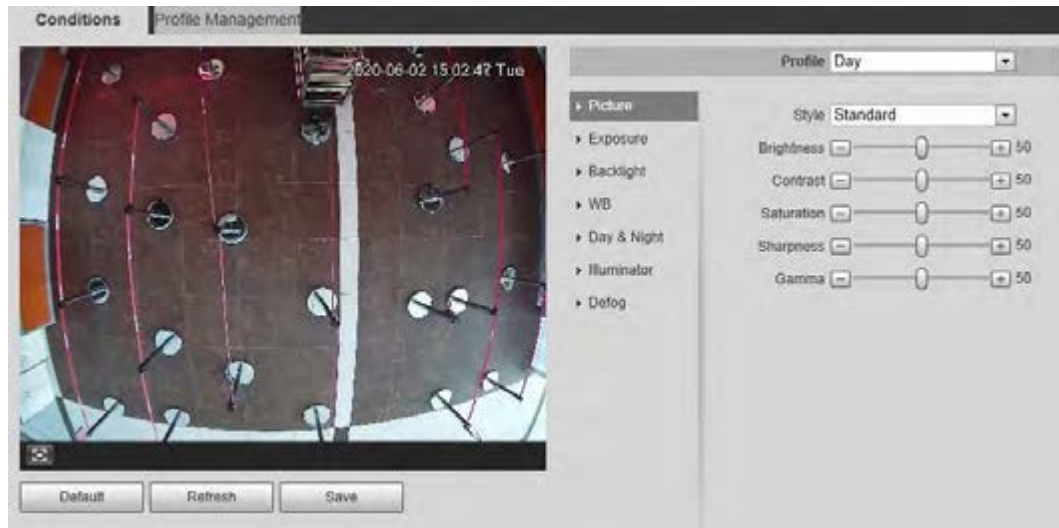 Conditions
Profile Management
2020-06-02 15:02:47 Tue
Profile Day
Picture
Exposure
Backlight
WB
Day & Night
Illuminator
Defog
Style Standard
Brightness 50
Contrast 50
Saturation 50
Sharpness 50
Gamma 50
Default
Refresh
Save